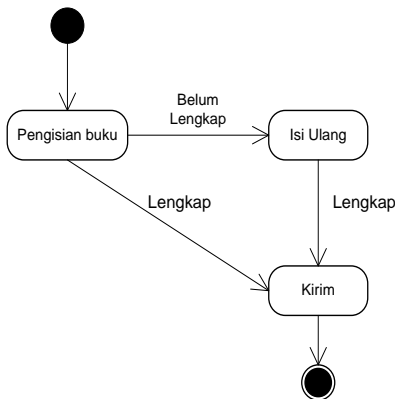 Belum
Lengkap
Pengisian buku
Isi Ulang
Lengkap
Lengkap
Kirim